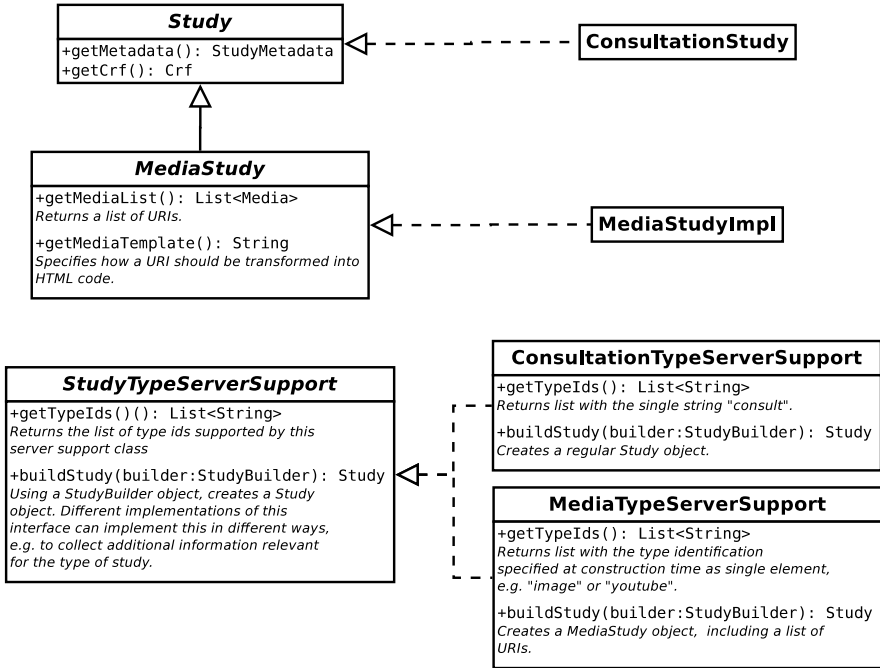 Study
+getMetadata(): StudyMetadata
+getCrf(): Crf
ConsultationStudy
MediaStudy
+getMediaList(): List<Media>
Returns a list of URIs.
+getMediaTemplate(): String
Specifies how a URI should be transformed into
HTML code.
MediaStudyImpl
StudyTypeServerSupport
+getTypeIds()(): List<String>
Returns the list of type ids supported by this
server support class
+buildStudy(builder:StudyBuilder): Study
Using a StudyBuilder object, creates a Study
object. Different implementations of this
interface can implement this in different ways,
e.g. to collect additional information relevant
for the type of study.
ConsultationTypeServerSupport
+getTypeIds(): List<String>
Returns list with the single string "consult".
+buildStudy(builder:StudyBuilder): Study
Creates a regular Study object.
MediaTypeServerSupport
+getTypeIds(): List<String>
Returns list with the type identification
specified at construction time as single element,
e.g. "image" or "youtube".
+buildStudy(builder:StudyBuilder): Study
Creates a MediaStudy object, including a list of
URIs.